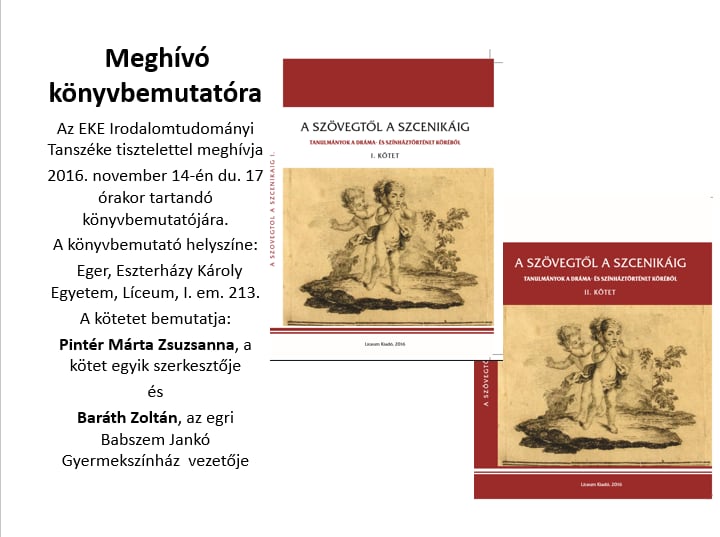 Meghívó
könyvbemutatóra
Az EKE Irodalomtudományi
Tanszéke tisztelettel meghívja
2016. november 14-én du. 17
órakor tartandó
könyvbemutatójára.
A könyvbemutató helyszíne:
Eger, Eszterházy Károly
Egyetem, Líceum, I. em. 213.
A kötetet bemutatja:
Pintér Márta Zsuzsanna, a
kötet egyik szerkesztője
és
Baráth Zoltán, az egri
Babszem Jankó
Gyermekszínház vezetője
A SZÖVEGTŐL A SZCENIKÁIG I.
A SZÖVEGTŐL A SZCENIKÁIG
TANULMÁNYOK A DRÁMA- ÉS SZÍNHÁZTÖRTÉNET KÖRÉBŐL
I. KÖTET
Líceum Kiadó, 2016
A SZÖVEGTŐ
A SZÖVEGTŐL A SZCENIKÁIG
TANULMÁNYOK A DRÁMA- ÉS SZÍNHÁZTÖRTÉNET KÖRÉBŐL
II. KÖTET
Líceum Kiadó, 2016